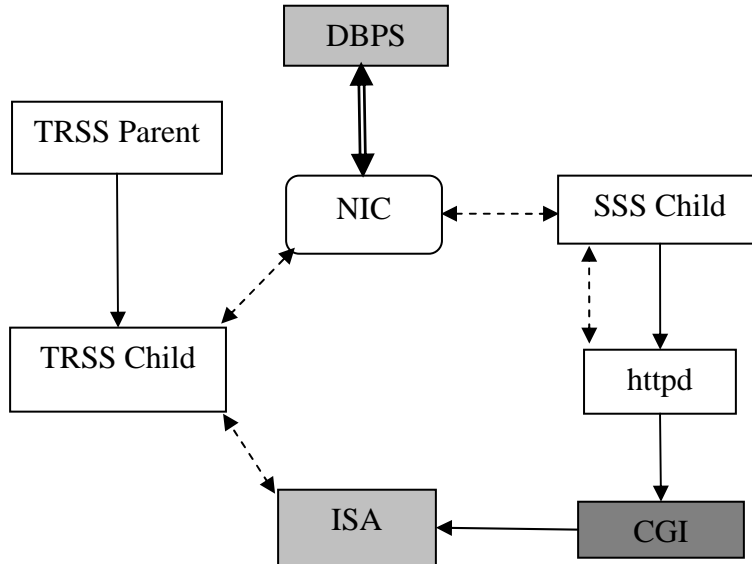 DBPS
TRSS Parent
NIC
SSS Child
TRSS Child
httpd
ISA
CGI